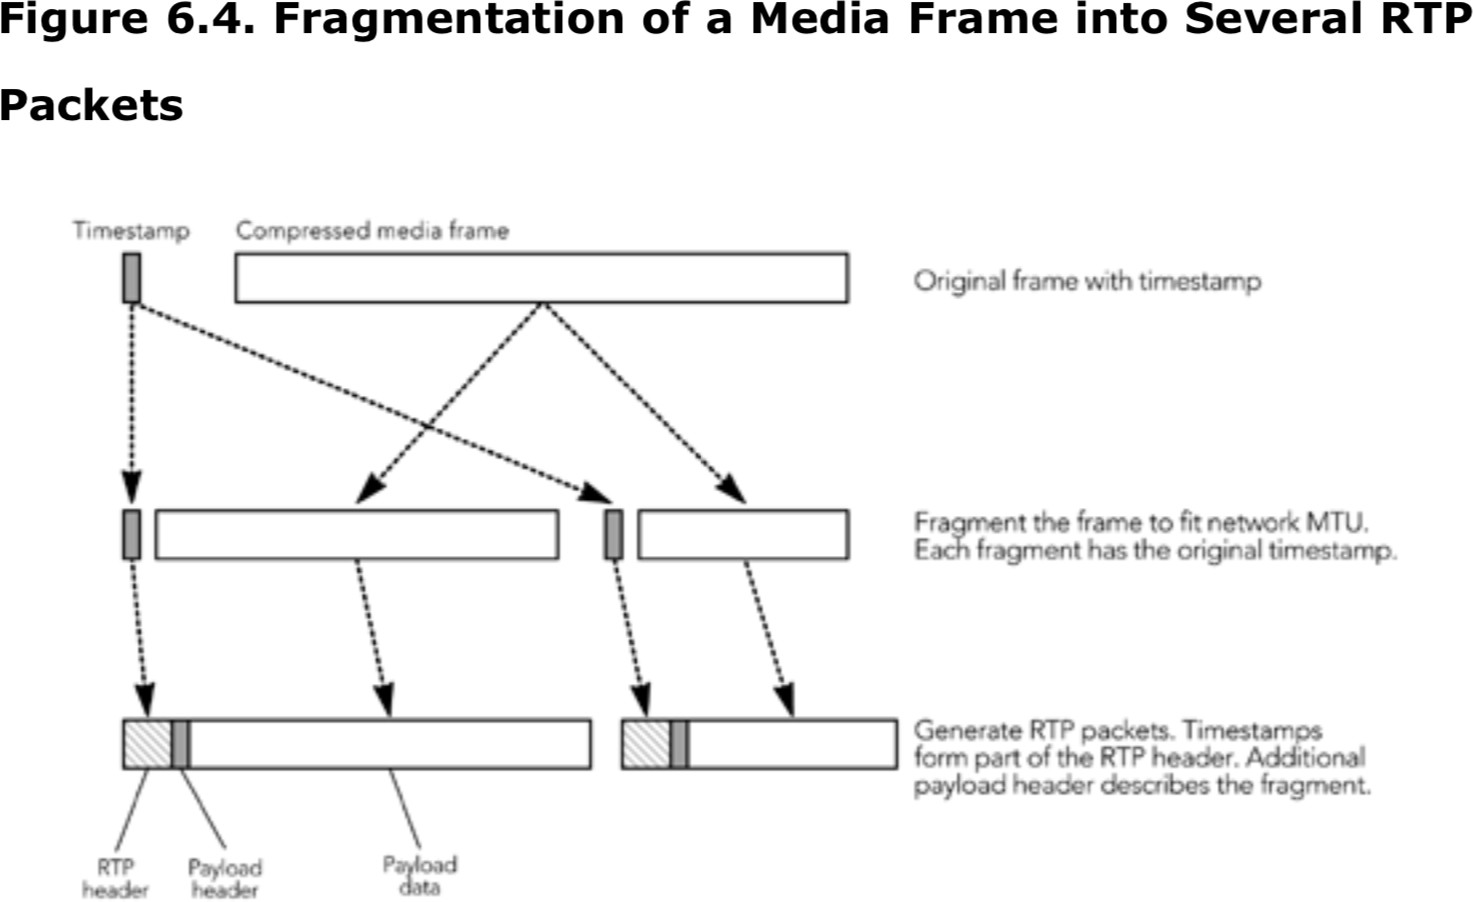 Figure 6.4. Fragmentation of a Media Frame into Several RTP
Packets
Timestamp
Compressed media frame
Original frame with timestamp
Fragment the frame to fit network MTU.
Each fragment has the original timestamp.
Generate RTP packets. Timestamps
form part of the RTP header. Additional
payload header describes the fragment.
RTP
header
Payload
header
Payload
data